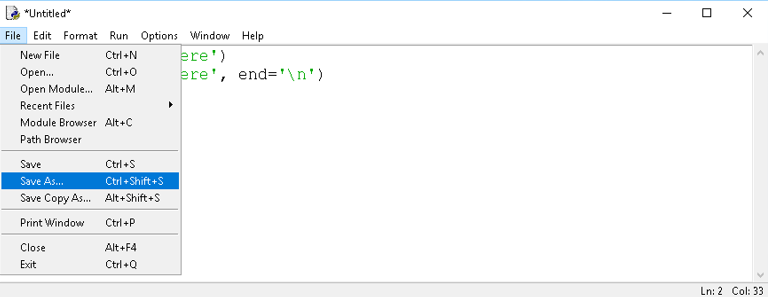 *Untitled*
File Edit Format Run Options Window Help
New File Ctrl+N
Open... Ctrl+O
Open Module... Alt+M
Recent Files
Module Browser Alt+C
Path Browser
Save Ctrl+S
Save As... Ctrl+Shift+S
Save Copy As... Alt+Shift+S
Print Window Ctrl+P
Close Alt+F4
Exit Ctrl+Q
ere')
ere', end='\n')
Ln: 2 Col: 33